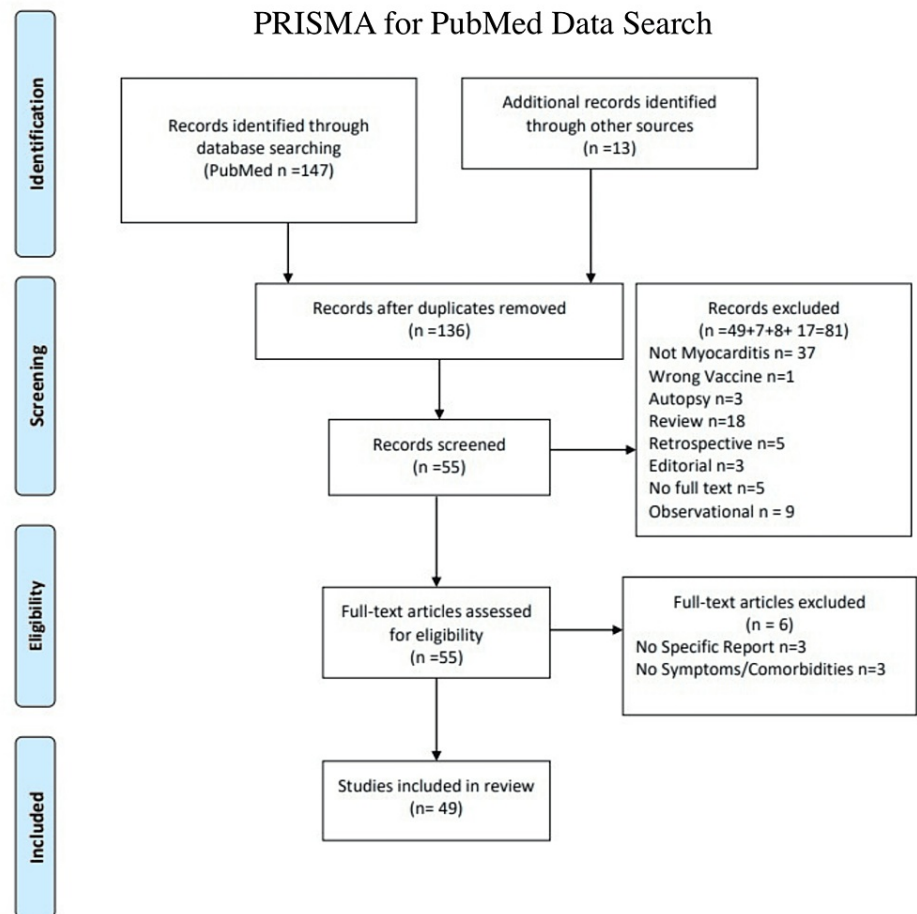 PRISMA for PubMed Data Search
Identification
Records identified through
database searching
(PubMed n =147)
Additional records identified
through other sources
(n =13)
Screening
Records after duplicates removed
(n =136)
Records excluded
(n =49+7+8+ 17=81)
Not Myocarditis n= 37
Wrong Vaccine n=1
Autopsy n=3
Review n=18
Retrospective n=5
Editorial n=3
No full text n=5
Observational n = 9
Records screened
(n =55)
Eligibility
Full-text articles assessed
for eligibility
(n =55)
Full-text articles excluded
(n = 6)
No Specific Report n=3
No Symptoms/Comorbidities n=3
Included
Studies included in review
(n= 49)